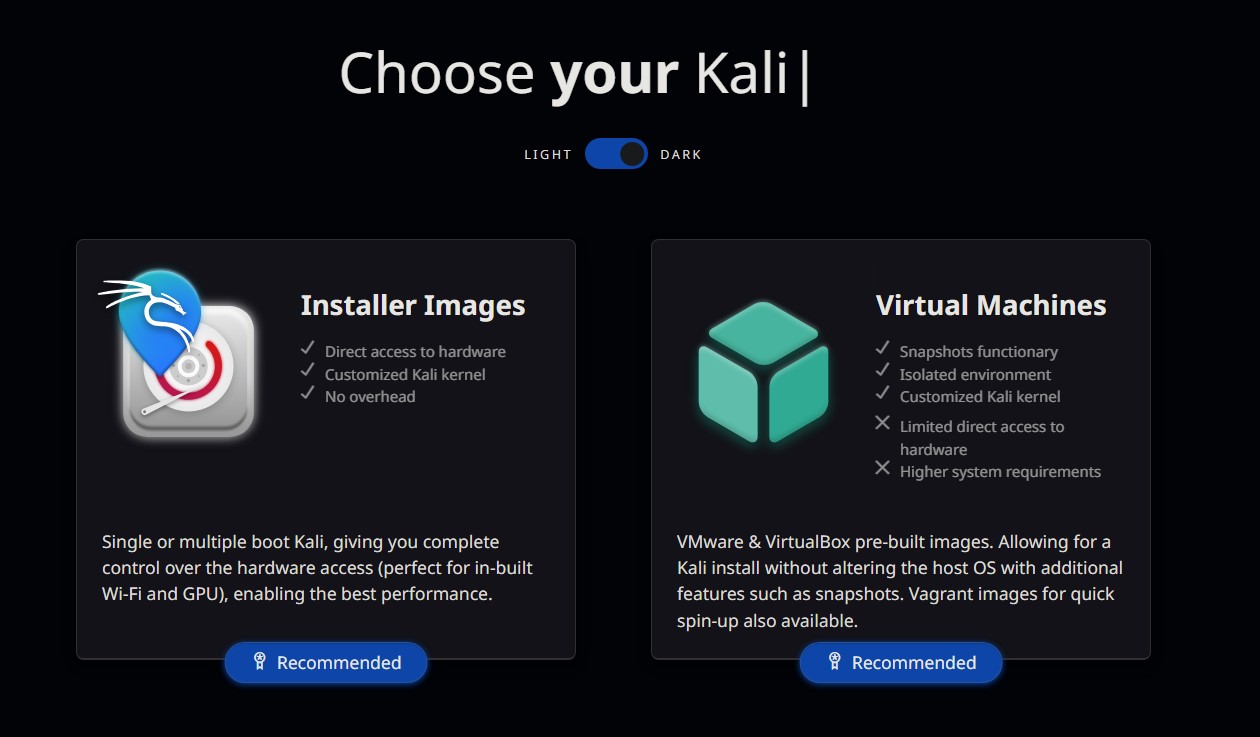 Choose your Kali|
LIGHT DARK
Installer Images
Direct access to hardware
Customized Kali kernel
No overhead
Single or multiple boot Kali, giving you complete
control over the hardware access (perfect for in-built
Wi-Fi and GPU), enabling the best performance.
Recommended
Virtual Machines
Snapshots functionary
Isolated environment
Customized Kali kernel
Limited direct access to
hardware
Higher system requirements
VMware & VirtualBox pre-built images. Allowing for a
Kali install without altering the host OS with additional
features such as snapshots. Vagrant images for quick
spin-up also available.
Recommended